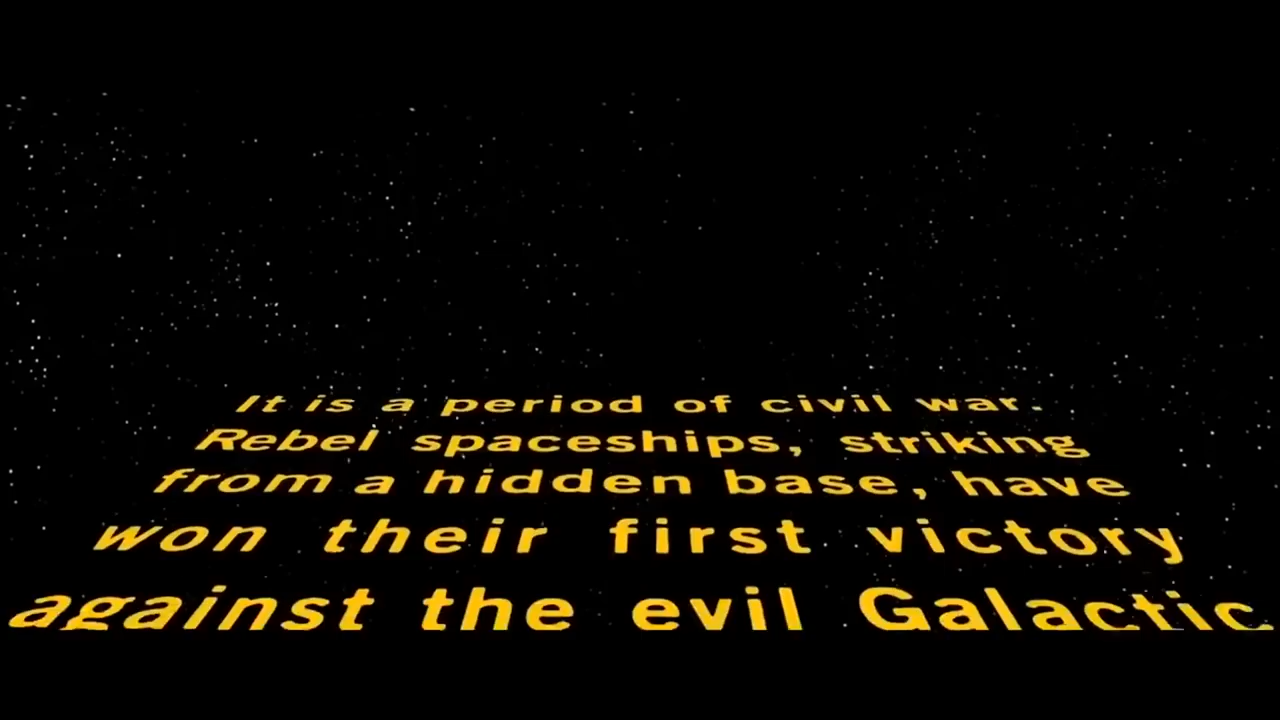 It is a period of civil war.
Rebel spaceships, striking
from a hidden base, have
won their first victory
against the evil Galactic